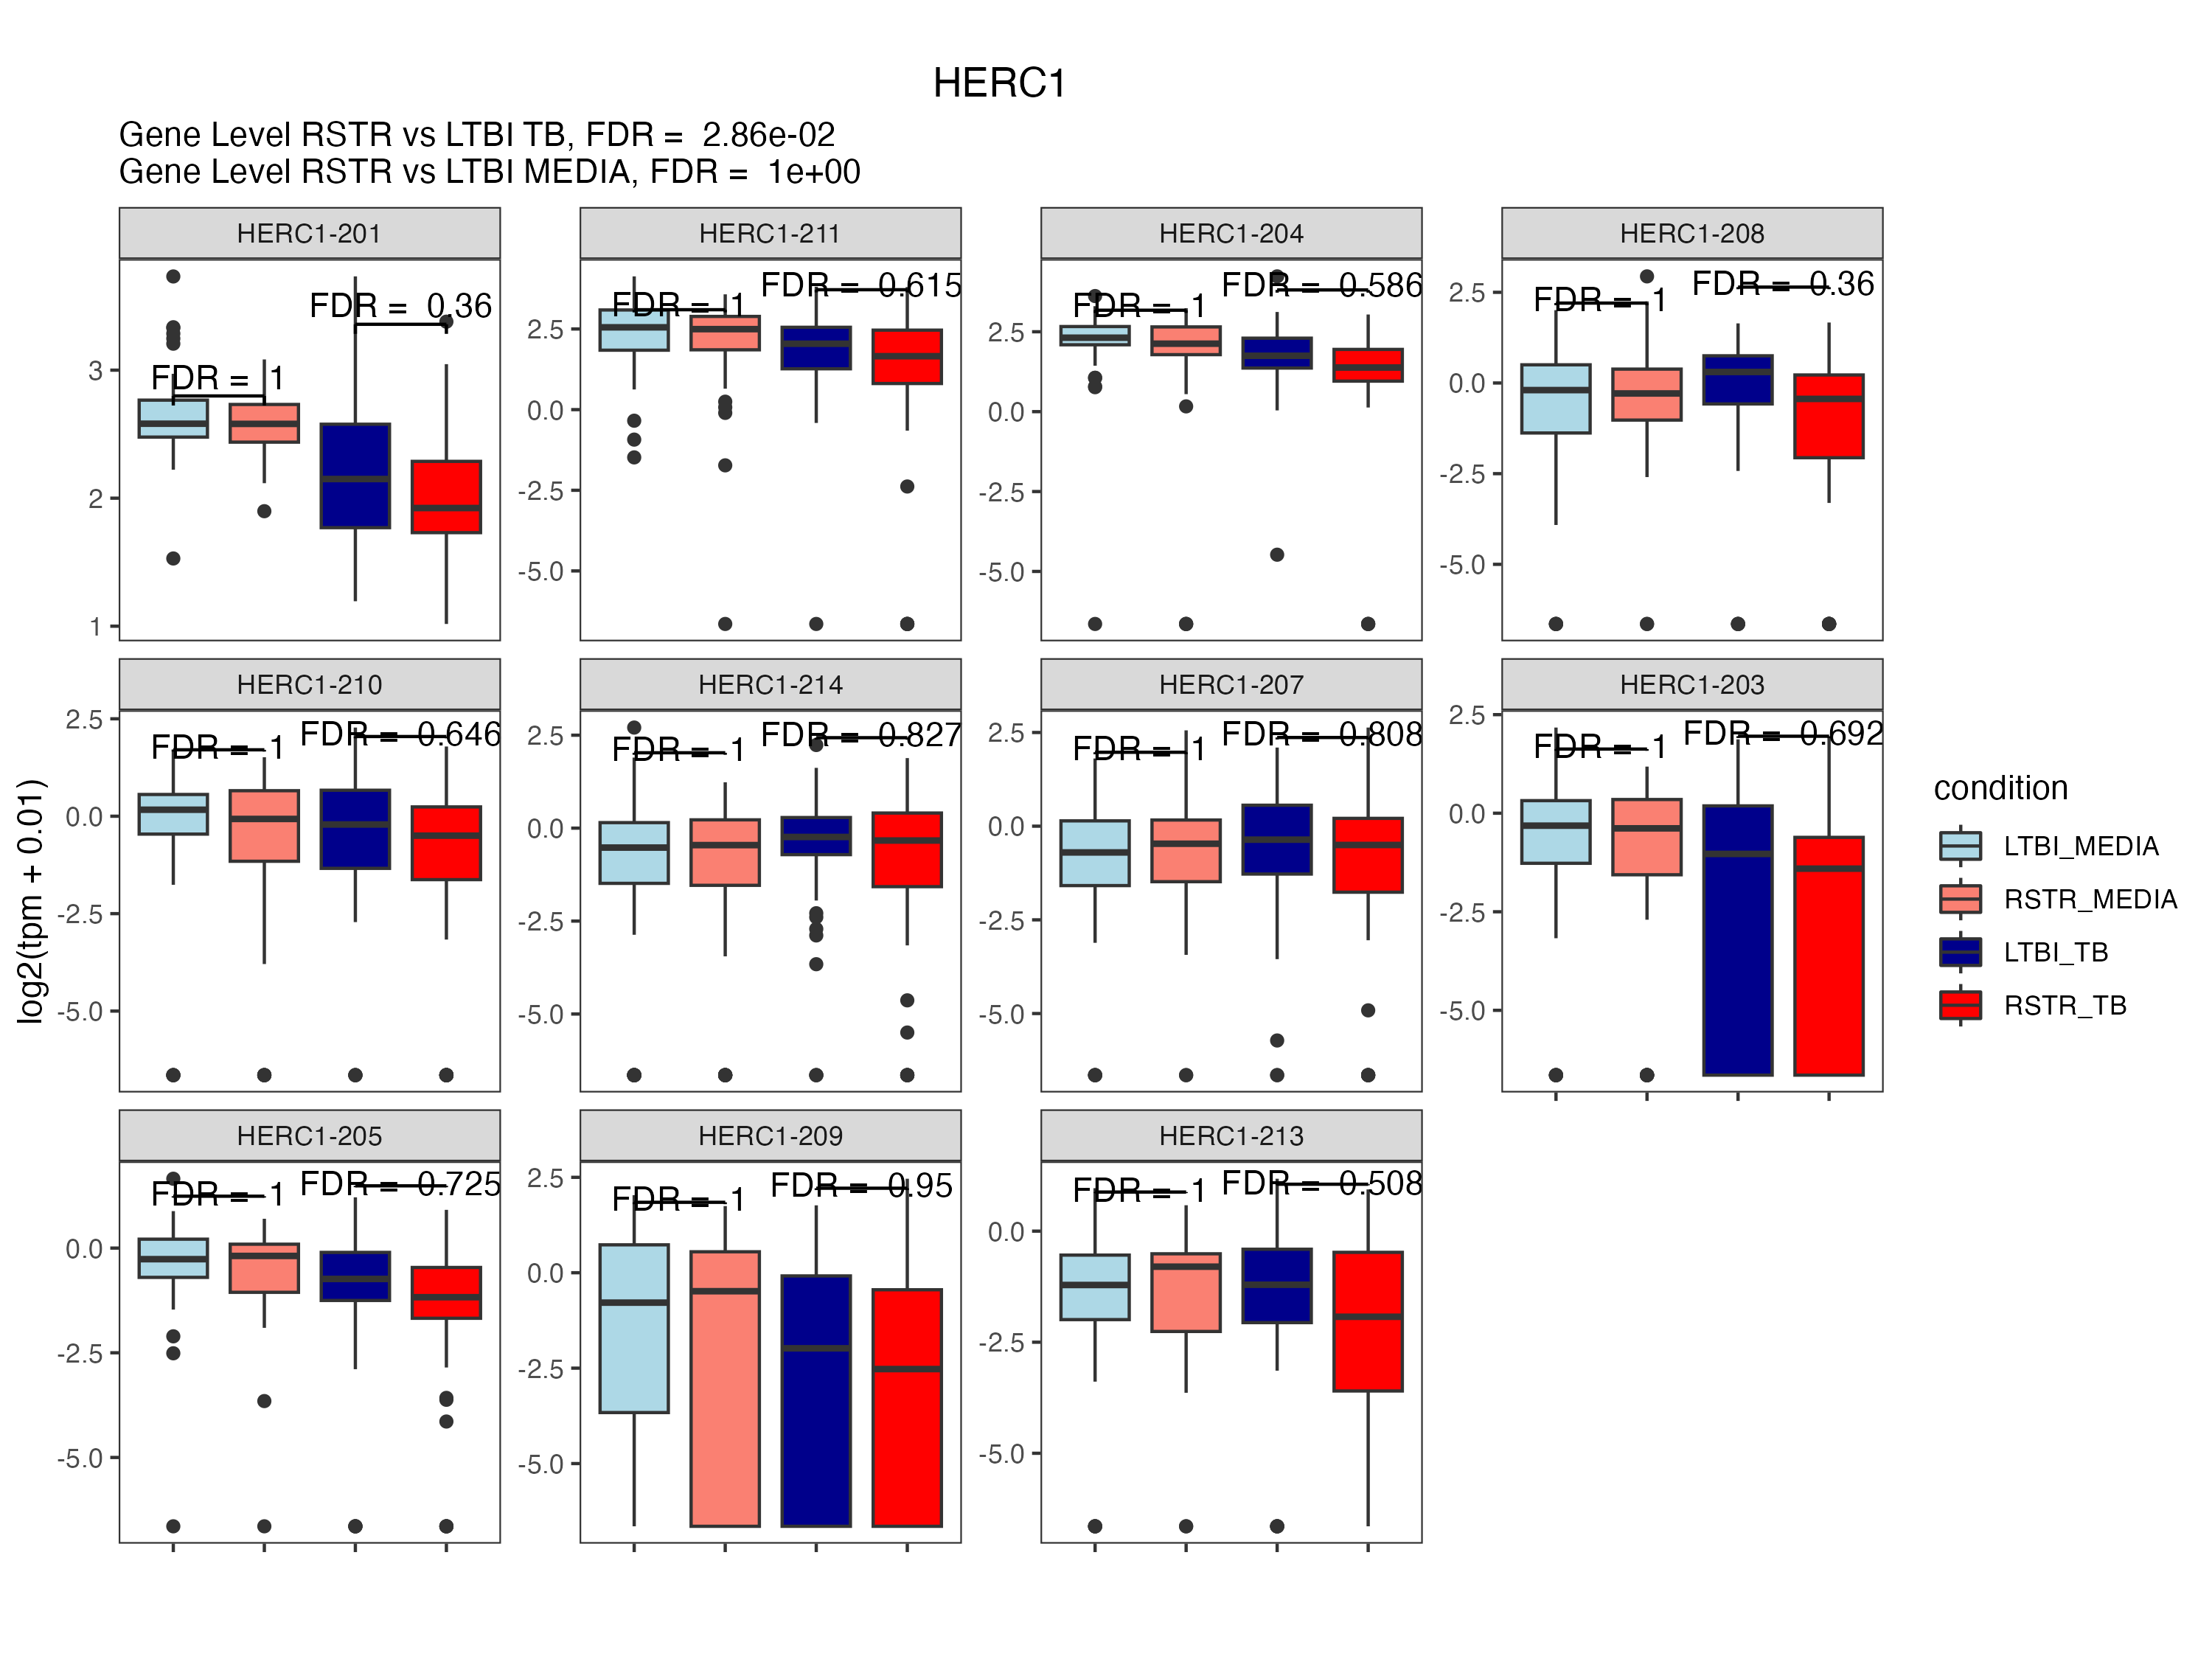 HERC1
Gene Level RSTR vs LTBI TB, FDR =  2.86e-02
Gene Level RSTR vs LTBI MEDIA, FDR =  1e+00
HERC1-201
HERC1-211
HERC1-204
HERC1-208
FDR =  1
FDR =  0.36
3
2
1
FDR =  1
FDR =  0.615
2.5
0.0
-2.5
-5.0
FDR =  1
FDR =  0.586
2.5
0.0
-2.5
-5.0
FDR =  1
FDR =  0.36
2.5
0.0
-2.5
-5.0
HERC1-210
HERC1-214
HERC1-207
HERC1-203
FDR =  1
FDR =  0.646
2.5
0.0
-2.5
-5.0
FDR =  1
FDR =  0.827
2.5
0.0
-2.5
-5.0
FDR =  1
FDR =  0.808
2.5
0.0
-2.5
-5.0
FDR =  1
FDR =  0.692
2.5
0.0
-2.5
-5.0
HERC1-205
HERC1-209
HERC1-213
FDR =  1
FDR =  0.725
0.0
-2.5
-5.0
FDR =  1
FDR =  0.95
2.5
0.0
-2.5
-5.0
FDR =  1
FDR =  0.508
0.0
-2.5
-5.0
log2(tpm + 0.01)
condition
LTBI_MEDIA
RSTR_MEDIA
LTBI_TB
RSTR_TB